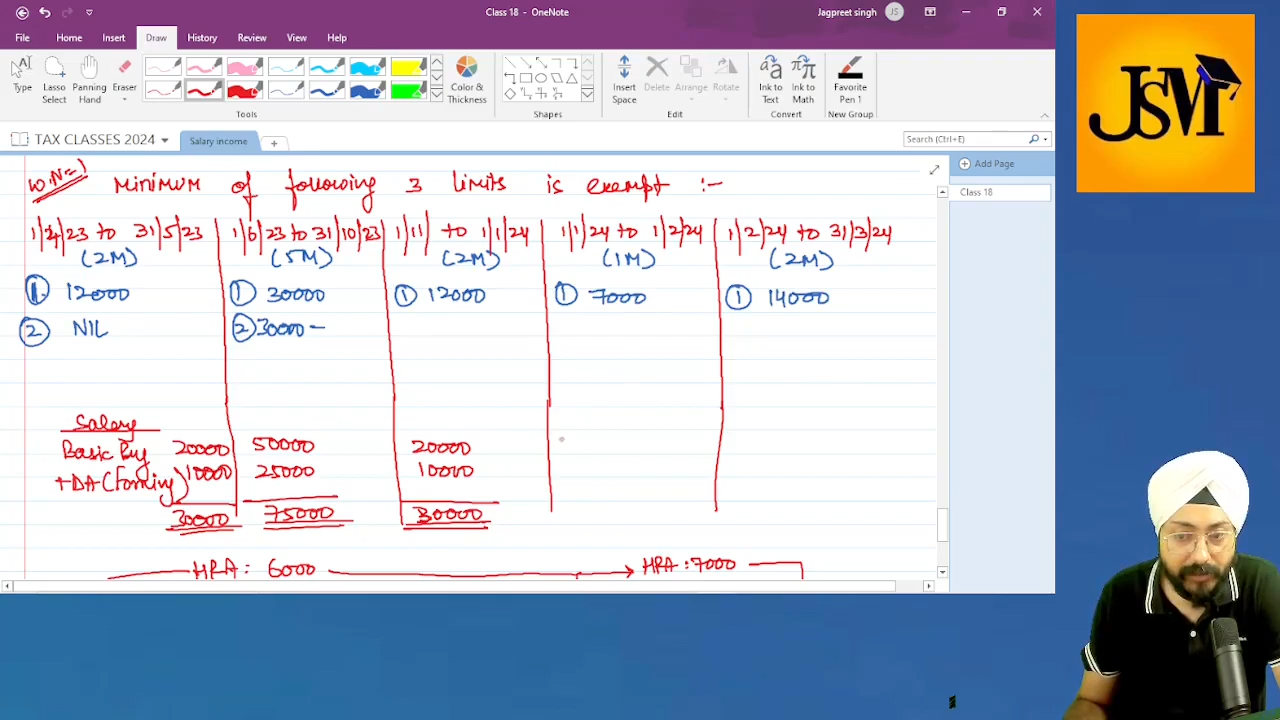 Class 18 - OneNote
Jagpreet singh JS
File Home Insert Draw History Review View Help
Type Lasso Select Panning Hand Eraser Color & Thickness Insert Space Delete Arrange Rotate Ink to Text Ink to Math Favorite Pen 1
Tools Shapes Edit Convert New Group
TAX CLASSES 2024 Salary income + Search (Ctrl+E)
Add Page
Class 18
JSM
W.N=1 Minimum of following 3 limits is exempt :-
1/4/23 to 31/5/23 1/6/23 to 31/10/23 1/11/ to 1/1/24 1/1/24 to 1/2/24 1/2/24 to 31/3/24
(2M) (5M) (2M) (1M) (2M)
① 12000 ① 30000 ① 12000 ① 7000 ① 14000
② NIL ② 30000 -
Salary
Basic Pay 20000 50000 20000
+DA (Forming) 10000 25000 10000
30000 75000 30000
HRA : 6000 HRA : 7000